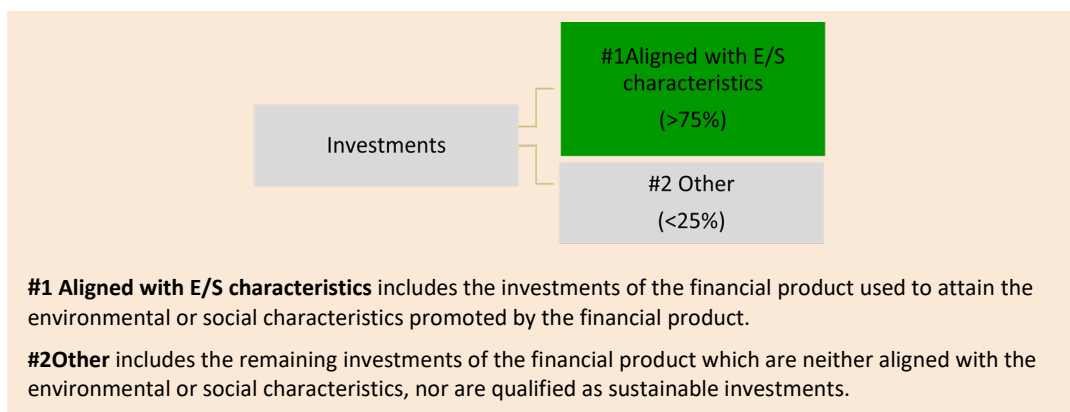 #1Aligned with E/S
characteristics
(>75%)
Investments
#2 Other
(<25%)
#1 Aligned with E/S characteristics includes the investments of the financial product used to attain the
environmental or social characteristics promoted by the financial product.
#2Other includes the remaining investments of the financial product which are neither aligned with the
environmental or social characteristics, nor are qualified as sustainable investments.